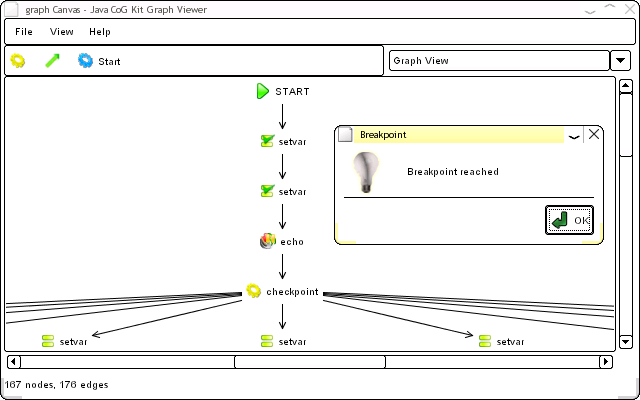 graph Canvas - Java CoG Kit Graph Viewer
File View Help
Start
Graph View
START
setvar
setvar
echo
checkpoint
setvar
setvar
setvar
Breakpoint
Breakpoint reached
OK
167 nodes, 176 edges